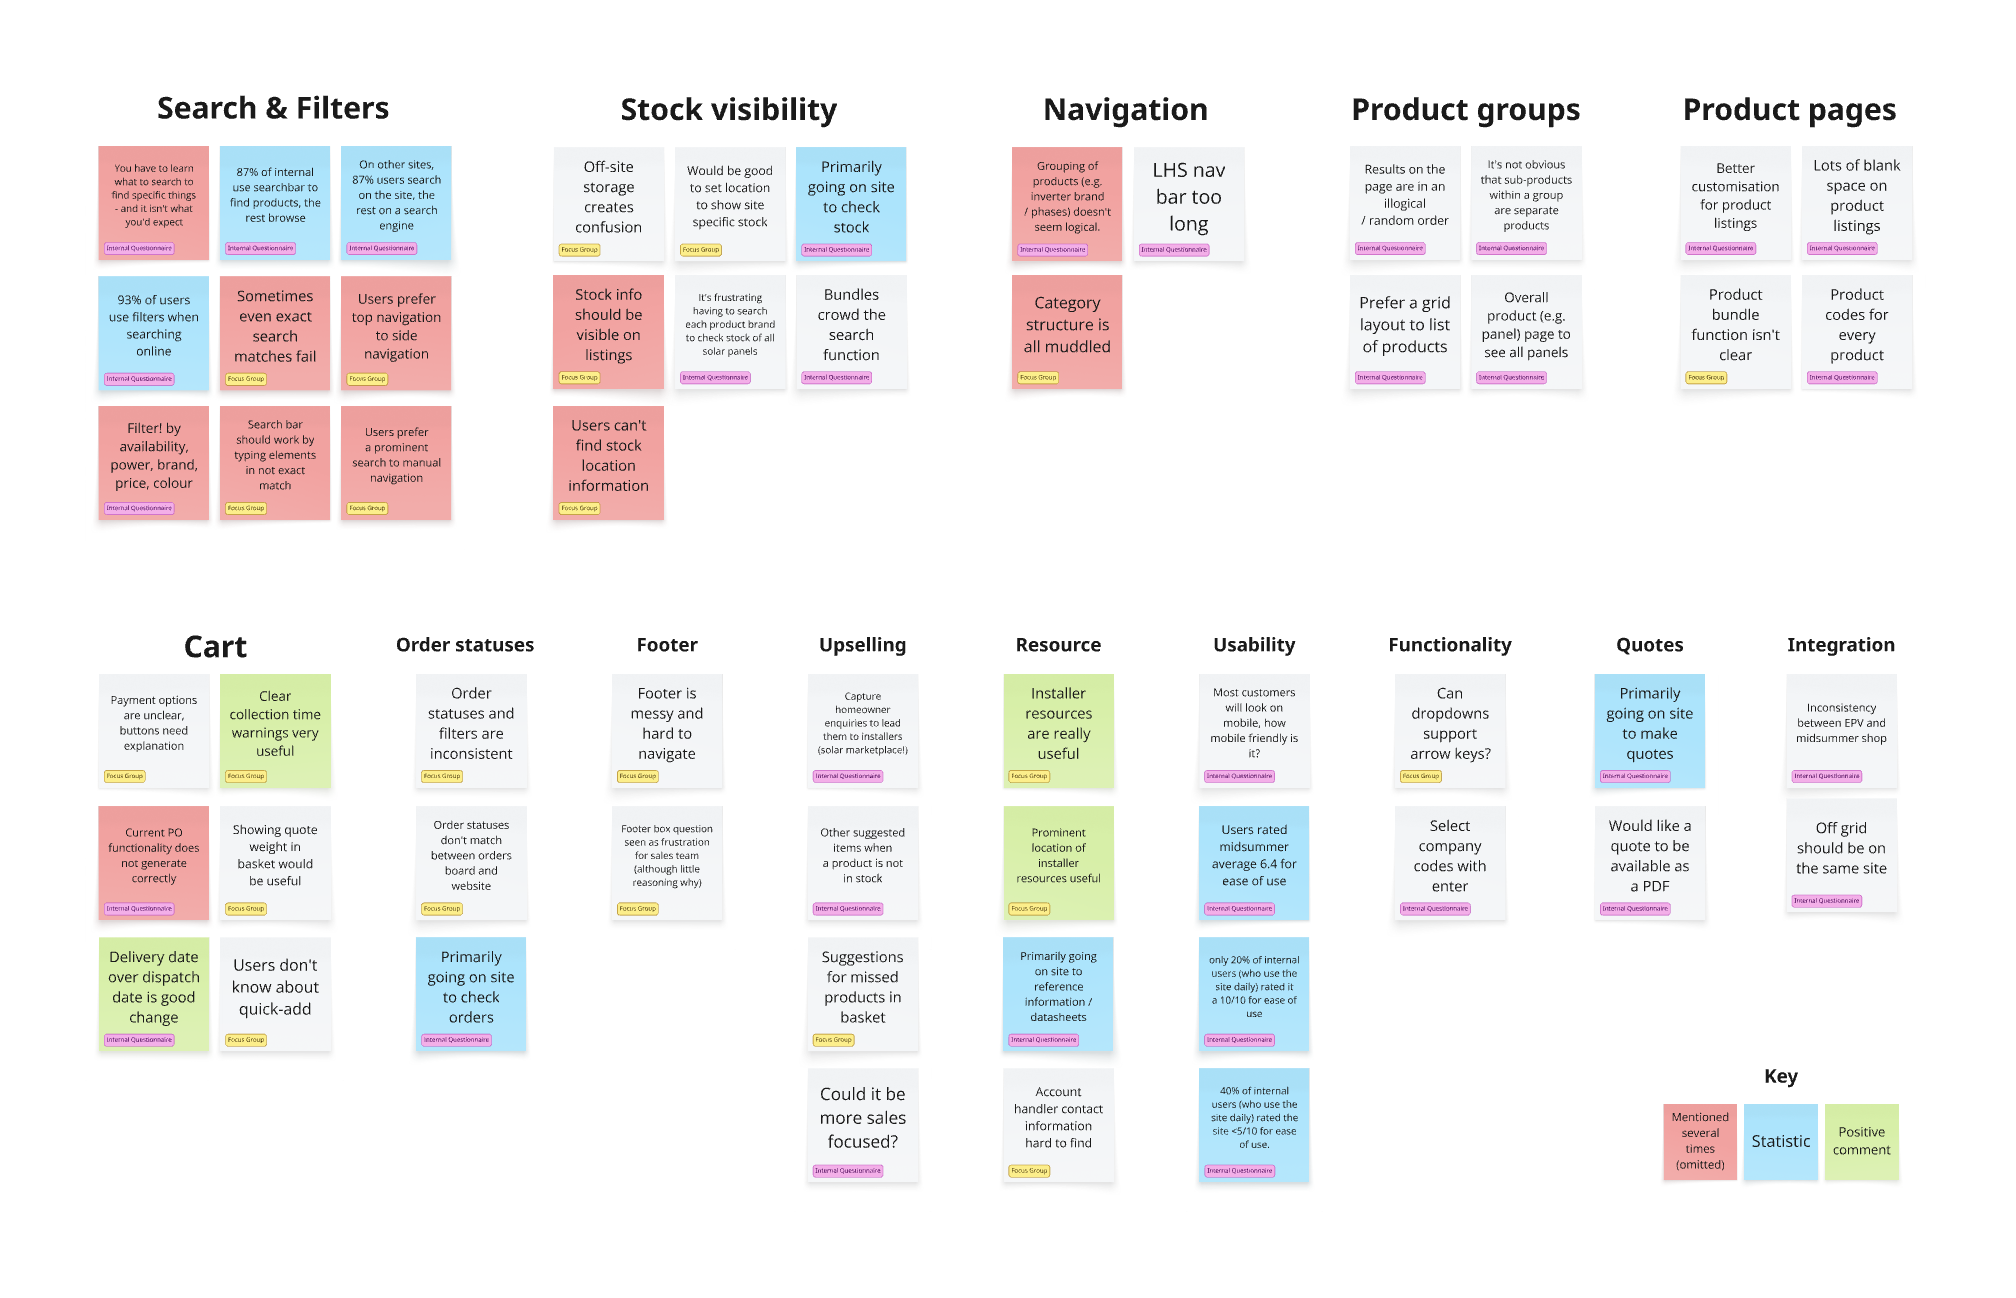 Search & Filters
You have to learn
what to search to
find specific things
- and it isn't what
you'd expect
Internal Questionnaire
87% of internal
use searchbar to
find products, the
rest browse
Internal Questionnaire
On other sites,
87% users search
on the site, the
rest on a search
engine
Internal Questionnaire
93% of users
use filters when
searching
online
Internal Questionnaire
Sometimes
even exact
search
matches fail
Focus Group
Users prefer
top navigation
to side
navigation
Focus Group
Filter! by
availability,
power, brand,
price, colour
Internal Questionnaire
Search bar
should work by
typing elements
in not exact
match
Focus Group
Users prefer
a prominent
search to manual
navigation
Focus Group
Stock visibility
Off-site
storage
creates
confusion
Focus Group
Would be good
to set location
to show site
specific stock
Focus Group
Primarily
going on site
to check
stock
Internal Questionnaire
Stock info
should be
visible on
listings
Focus Group
It's frustrating
having to search
each product brand
to check stock of all
solar panels
Internal Questionnaire
Bundles
crowd the
search
function
Internal Questionnaire
Users can't
find stock
location
information
Focus Group
Navigation
Grouping of
products (e.g.
inverter brand
/ phases) doesn't
seem logical.
Internal Questionnaire
LHS nav
bar too
long
Internal Questionnaire
Category
structure is
all muddled
Focus Group
Product groups
Results on the
page are in an
illogical
/ random order
Internal Questionnaire
It's not obvious
that sub-products
within a group
are separate
products
Internal Questionnaire
Prefer a grid
layout to list
of products
Internal Questionnaire
Overall
product (e.g.
panel) page to
see all panels
Internal Questionnaire
Product pages
Better
customisation
for product
listings
Internal Questionnaire
Lots of blank
space on
product
listings
Internal Questionnaire
Product
bundle
function isn't
clear
Focus Group
Product
codes for
every
product
Internal Questionnaire
Cart
Payment options
are unclear,
buttons need
explanation
Focus Group
Clear
collection time
warnings very
useful
Focus Group
Current PO
functionality does
not generate
correctly
Internal Questionnaire
Showing quote
weight in
basket would
be useful
Focus Group
Delivery date
over dispatch
date is good
change
Internal Questionnaire
Users don't
know about
quick-add
Focus Group
Order statuses
Order
statuses and
filters are
inconsistent
Focus Group
Order statuses
don't match
between orders
board and
website
Focus Group
Primarily
going on site
to check
orders
Internal Questionnaire
Footer
Footer is
messy and
hard to
navigate
Focus Group
Footer box question
seen as frustration
for sales team
(although little
reasoning why)
Focus Group
Upselling
Capture
homeowner
enquiries to lead
them to installers
(solar marketplace!)
Internal Questionnaire
Other suggested
items when
a product is not
in stock
Internal Questionnaire
Suggestions
for missed
products in
basket
Focus Group
Could it be
more sales
focused?
Internal Questionnaire
Resource
Installer
resources
are really
useful
Focus Group
Prominent
location of
installer
resources useful
Focus Group
Primarily going
on site to
reference
information /
datasheets
Internal Questionnaire
Account
handler contact
information
hard to find
Focus Group
Usability
Most customers
will look on
mobile, how
mobile friendly is
it?
Internal Questionnaire
Users rated
midsummer
average 6.4 for
ease of use
Internal Questionnaire
only 20% of internal
users (who use the
site daily) rated it
a 10/10 for ease of
use
Internal Questionnaire
40% of internal
users (who use the
site daily) rated the
site <5/10 for ease
of use.
Internal Questionnaire
Functionality
Can
dropdowns
support
arrow keys?
Focus Group
Select
company
codes with
enter
Internal Questionnaire
Quotes
Primarily
going on site
to make
quotes
Internal Questionnaire
Would like a
quote to be
available as
a PDF
Internal Questionnaire
Integration
Inconsistency
between EPV and
midsummer shop
Internal Questionnaire
Off grid
should be on
the same site
Internal Questionnaire
Key
Mentioned
several
times
(omitted)
Statistic
Positive
comment